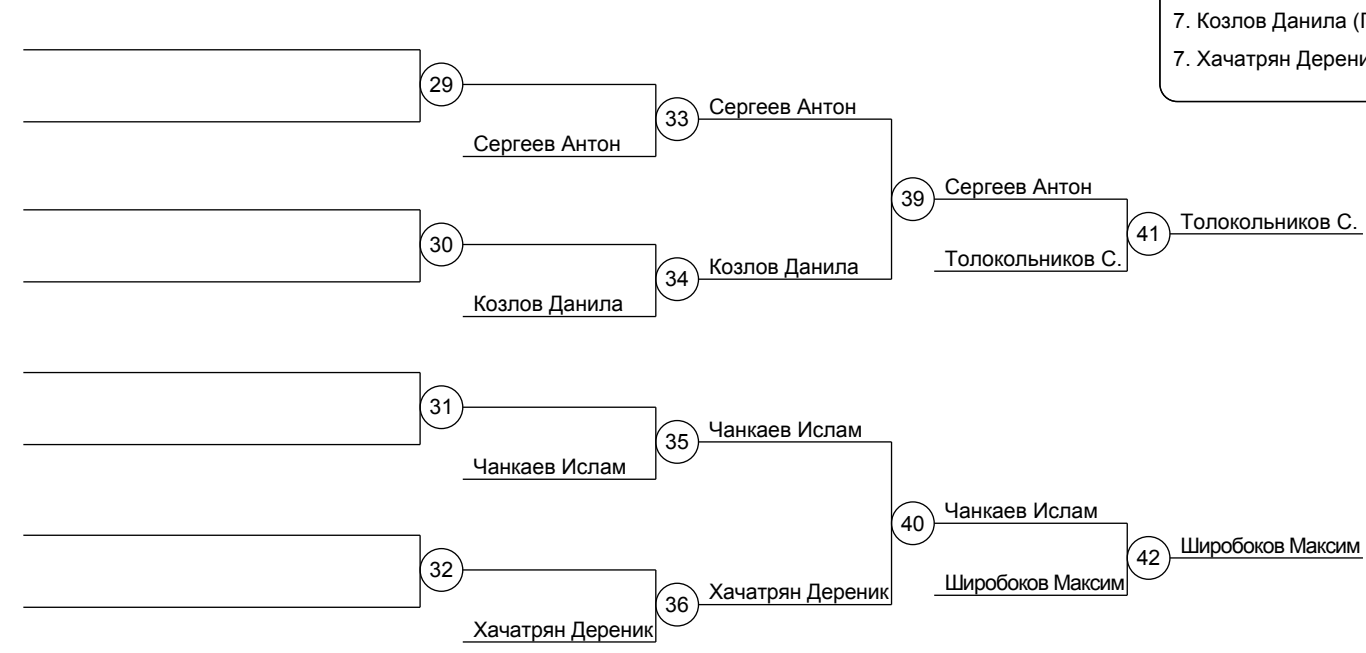 7. Козлов Данила (
7. Хачатрян Дерени
29
33
Сергеев Антон
Сергеев Антон
39
Сергеев Антон
41
Толокольников С.
30
Толокольников С.
34
Козлов Данила
Козлов Данила
31
35
Чанкаев Ислам
Чанкаев Ислам
40
Чанкаев Ислам
42
Широбоков Максим
32
Широбоков Максим
36
Хачатрян Дереник
Хачатрян Дереник